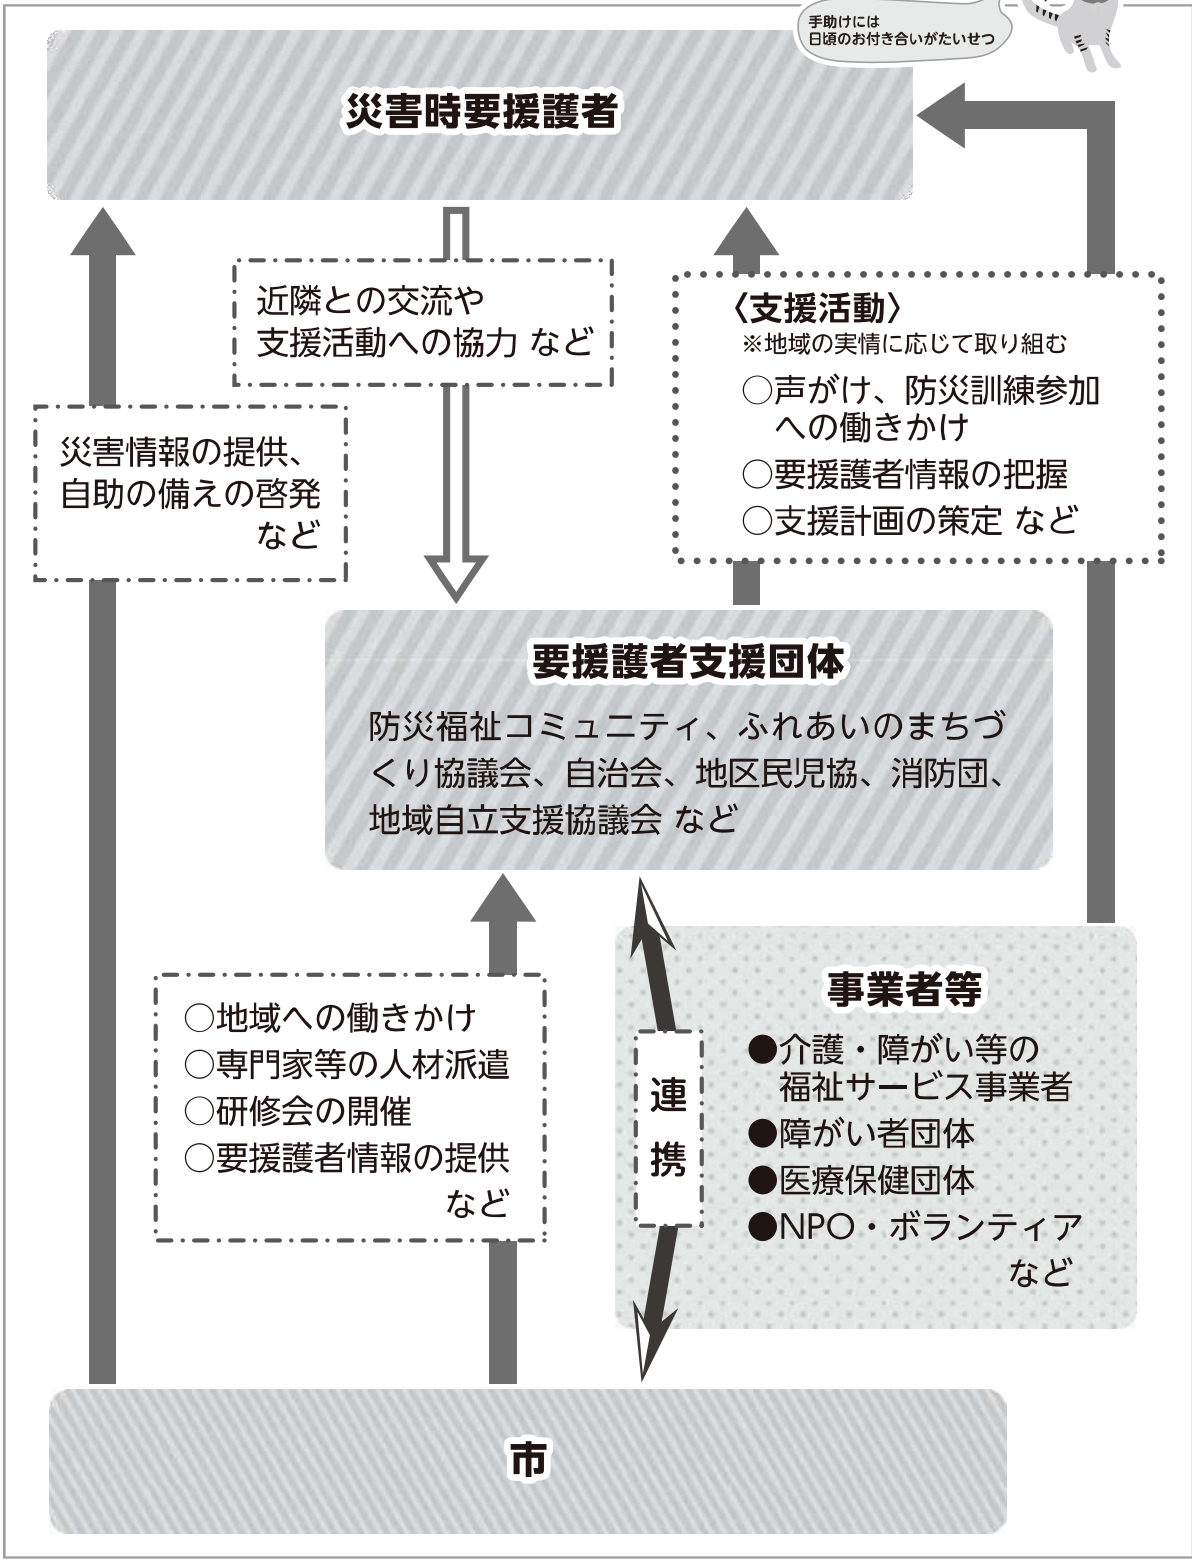 手助けには
日頃のお付き合いがたいせつ
災害時要援護者
近隣との交流や
支援活動への協力 など
〈支援活動〉
※地域の実情に応じて取り組む
○声がけ、防災訓練参加
への働きかけ
○要援護者情報の把握
○支援計画の策定 など
災害情報の提供、
自助の備えの啓発
など
要援護者支援団体
防災福祉コミュニティ、ふれあいのまちづ
くり協議会、自治会、地区民児協、消防団、
地域自立支援協議会 など
○地域への働きかけ
○専門家等の人材派遣
○研修会の開催
○要援護者情報の提供
など
連
携
事業者等
●介護・障がい等の
福祉サービス事業者
●障がい者団体
●医療保健団体
●NPO・ボランティア
など
市